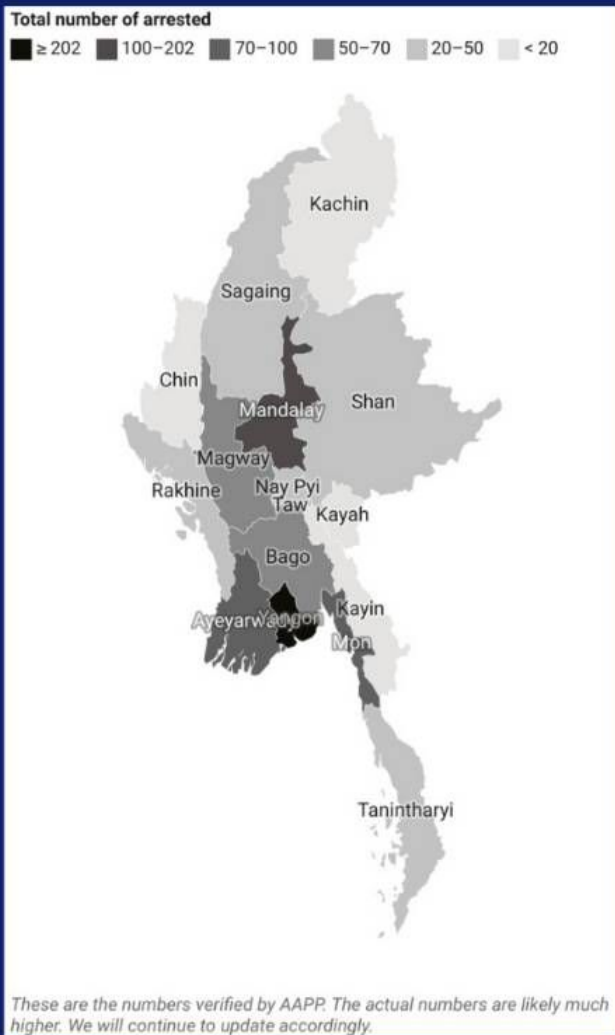 Total number of arrested
≥ 202 100–202 70–100 50–70 20–50 < 20
Kachin
Sagaing
Chin
Shan
Mandalay
Magway
Rakhine
Nay Pyi
Taw
Kayah
Bago
Kayin
Ayeyarwady
Yangon
Mon
Tanintharyi
These are the numbers verified by AAPP. The actual numbers are likely much
higher. We will continue to update accordingly.